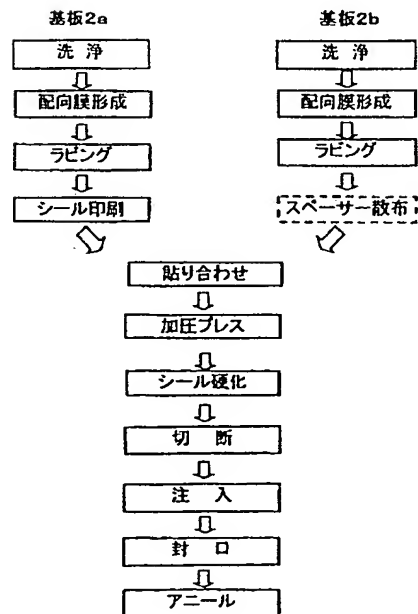 基板2a
基板2b
洗 浄
洗 浄
配向膜形成
配向膜形成
ラビング
ラビング
シール印刷
スペーサー散布
貼り合わせ
加圧プレス
シール硬化
切 断
注 入
封 口
アニール